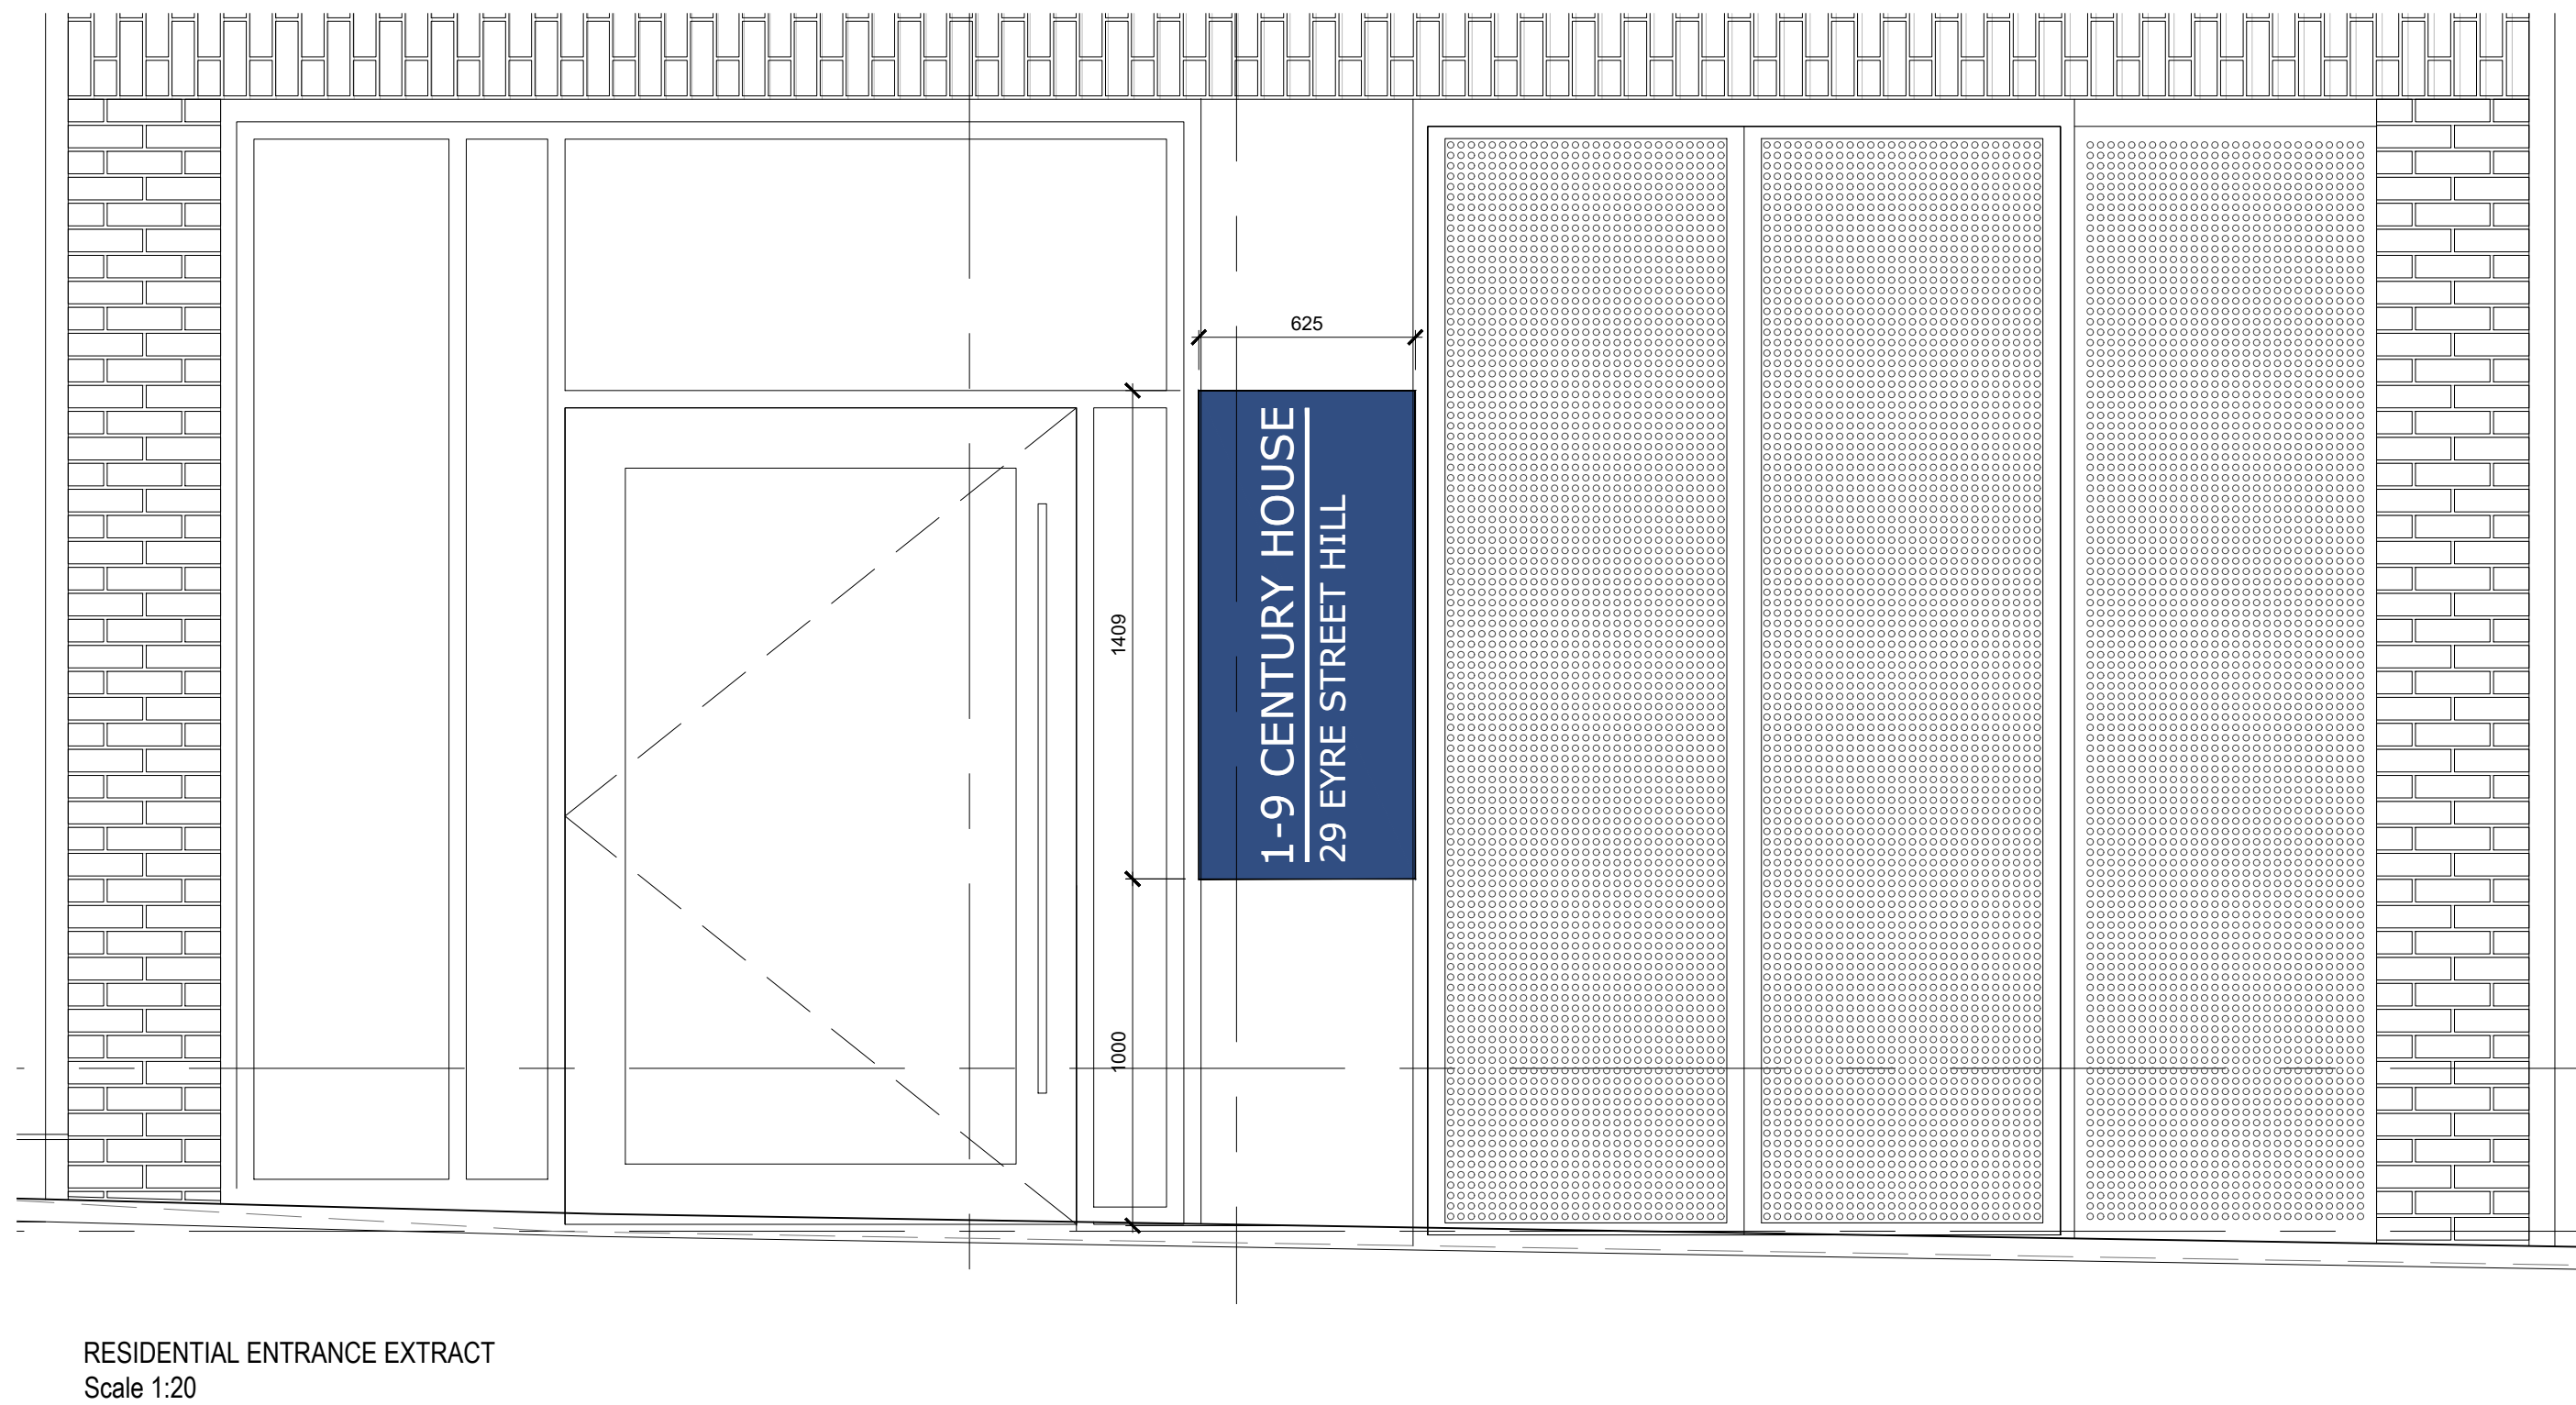 625
1409
1000
1-9 CENTURY HOUSE
29 EYRE STREET HILL
RESIDENTIAL ENTRANCE EXTRACT
Scale 1:20